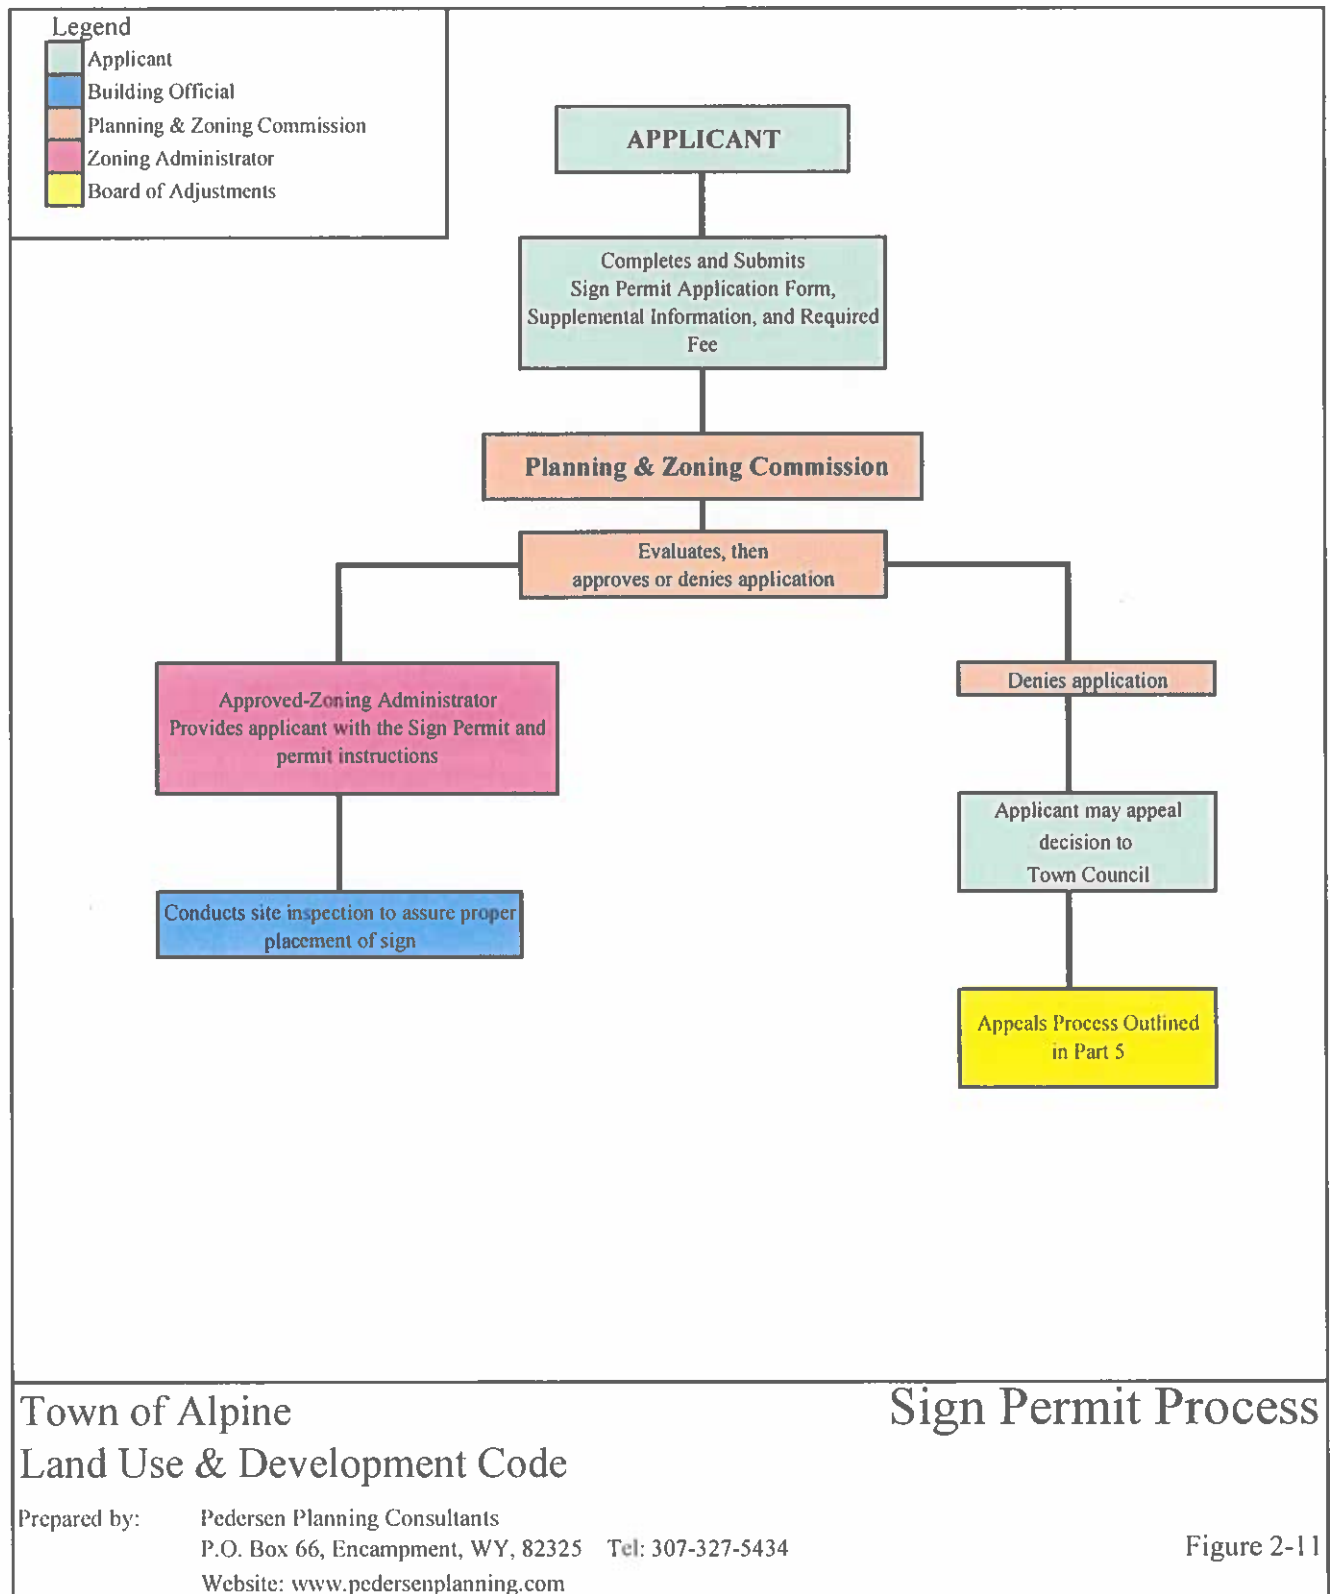 Legend
Applicant
Building Official
Planning & Zoning Commission
Zoning Administrator
Board of Adjustments
APPLICANT
Completes and Submits
Sign Permit Application Form,
Supplemental Information, and Required
Fee
Planning & Zoning Commission
Evaluates, then
approves or denies application
Approved-Zoning Administrator
Provides applicant with the Sign Permit and
permit instructions
Denies application
Applicant may appeal
decision to
Town Council
Conducts site inspection to assure proper
placement of sign
Appeals Process Outlined
in Part 5
Town of Alpine
Land Use & Development Code
Sign Permit Process
Prepared by: Pedersen Planning Consultants
P.O. Box 66, Encampment, WY, 82325 Tel: 307-327-5434
Website: www.pedersenplanning.com
Figure 2-11